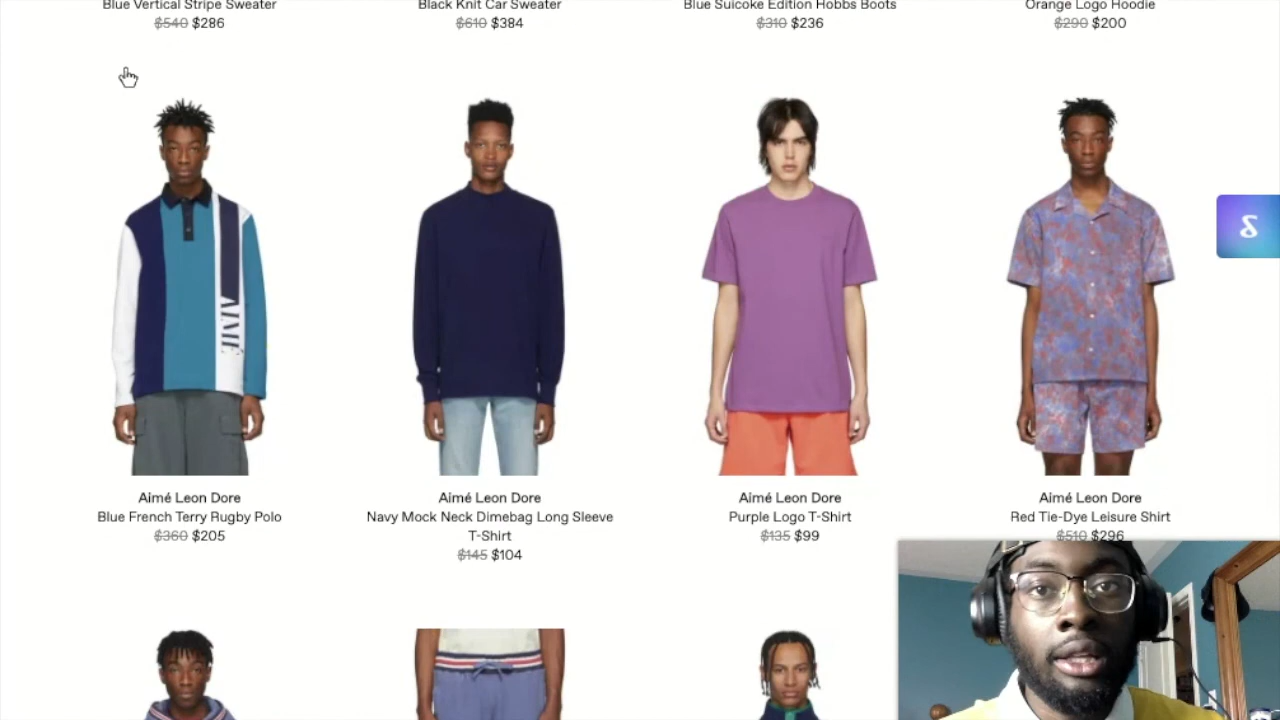 Blue Vertical Stripe Sweater
$540 $286
Black Knit Car Sweater
$610 $384
Blue Suicoke Edition Hobbs Boots
$310 $236
Orange Logo Hoodie
$290 $200
AIMÉ
Aimé Leon Dore
Blue French Terry Rugby Polo
$360 $205
Aimé Leon Dore
Navy Mock Neck Dimebag Long Sleeve
T-Shirt
$145 $104
Aimé Leon Dore
Purple Logo T-Shirt
$135 $99
Aimé Leon Dore
Red Tie-Dye Leisure Shirt
$510 $296